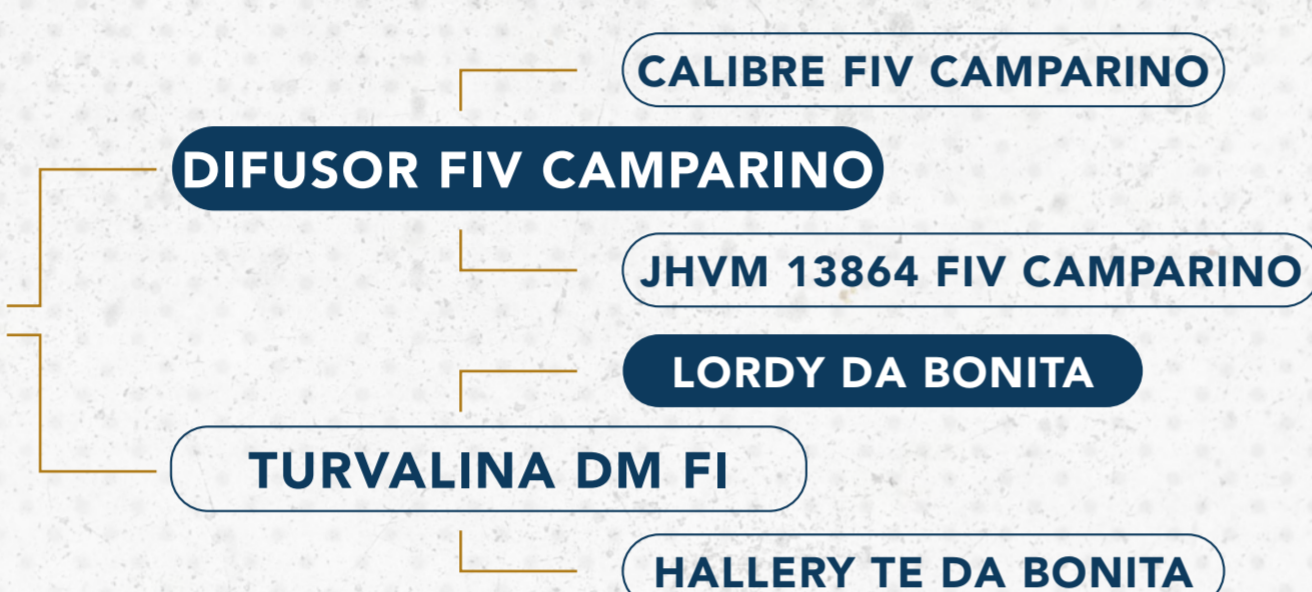 CALIBRE FIV CAMPARINO
DIFUSOR FIV CAMPARINO
JHVM 13864 FIV CAMPARINO
LORDY DA BONITA
TURVALINA DM FI
HALLERY TE DA BONITA